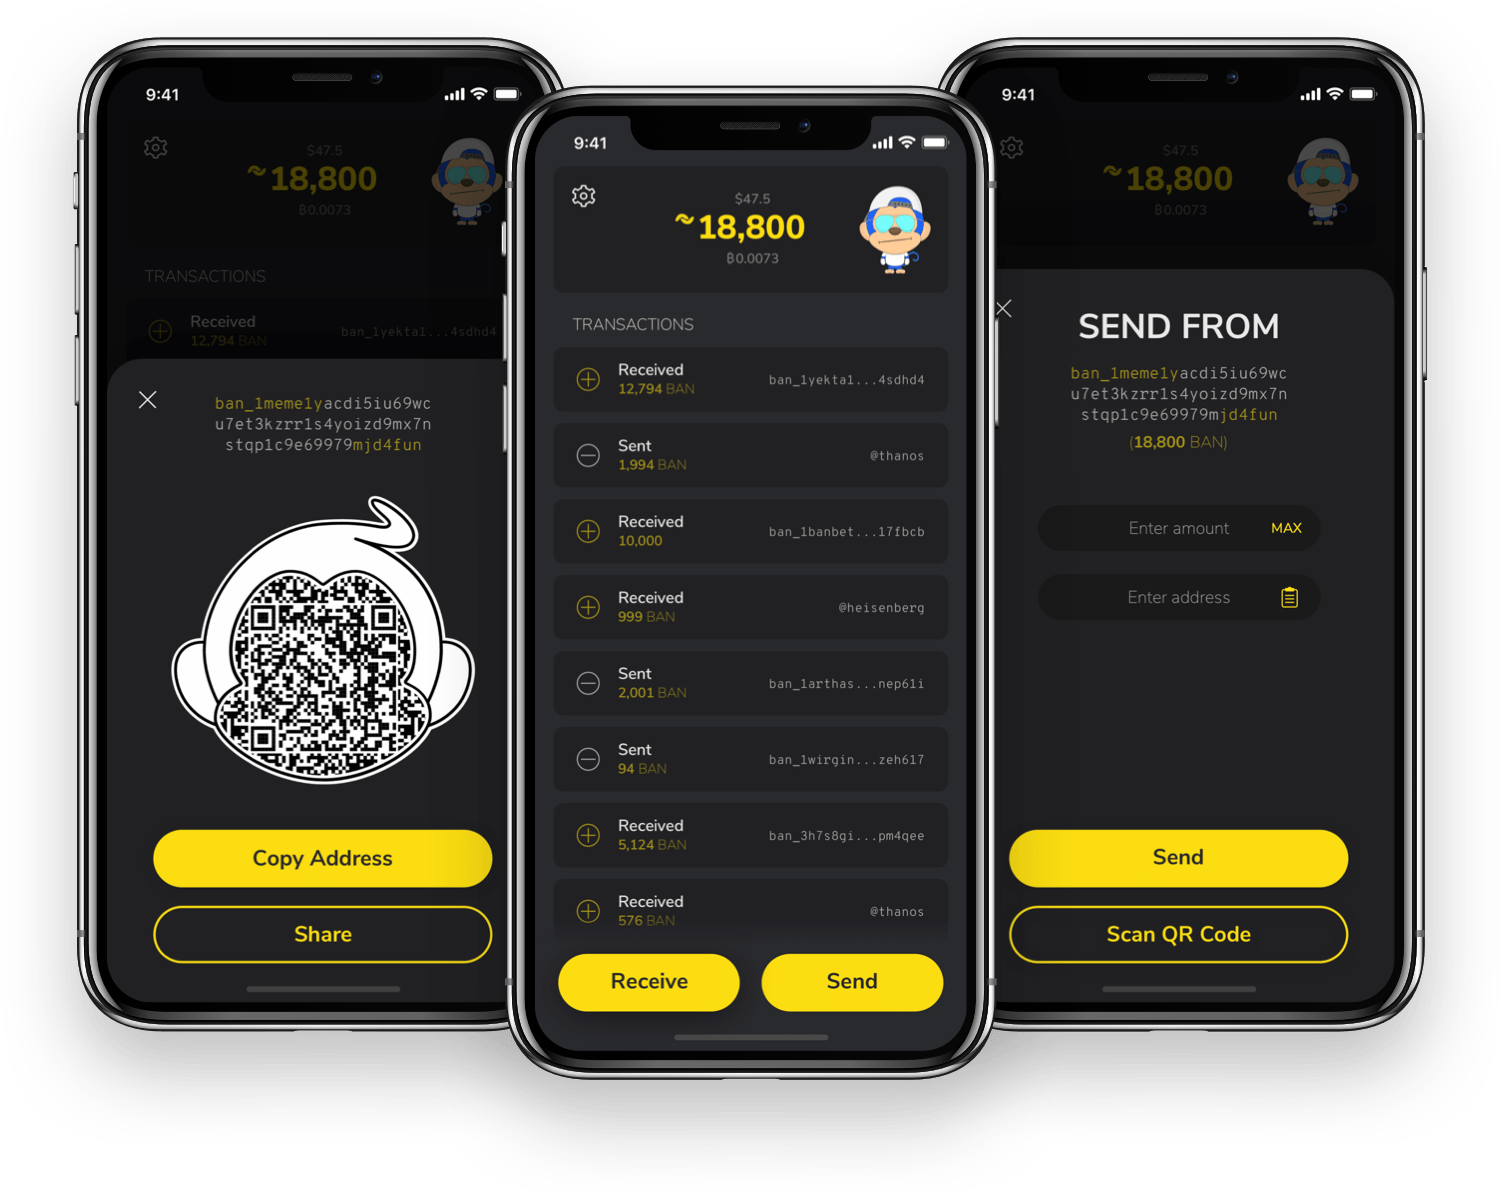 9:41
$47.5
~18,800
₿0.0073
TRANSACTIONS
Received
12,794 BAN
ban_1yekta1...4sdhd4
ban_1meme1yacdi5iu69wc
u7et3kzrr1s4yoizd9mx7n
stqp1c9e69979mjd4fun
Copy Address
Share
9:41
$47.5
~18,800
₿0.0073
TRANSACTIONS
Received
12,794 BAN
ban_1yekta1...4sdhd4
Sent
1,994 BAN
@thanos
Received
10,000
ban_1banbet...17fbcb
Received
999 BAN
@heisenberg
Sent
2,001 BAN
ban_1arthas...nep61i
Sent
94 BAN
ban_1wirgin...zeh617
Received
5,124 BAN
ban_3h7s8gi...pm4qee
Received
576 BAN
@thanos
Receive
Send
9:41
$47.5
~18,800
₿0.0073
SEND FROM
ban_1meme1yacdi5iu69wc
u7et3kzrr1s4yoizd9mx7n
stqp1c9e69979mjd4fun
(18,800 BAN)
Enter amount
MAX
Enter address
Send
Scan QR Code